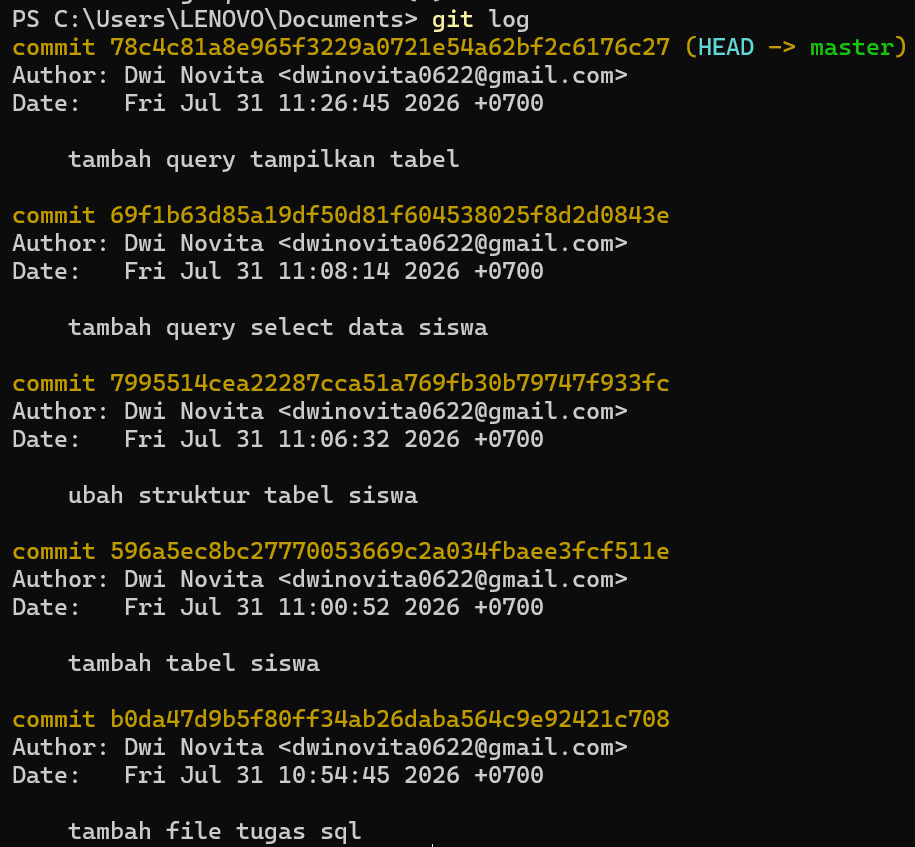 PS C:\Users\LENOVO\Documents> git log
commit 78c4c81a8e965f3229a0721e54a62bf2c6176c27 (HEAD -> master)
Author: Dwi Novita <dwinovita0622@gmail.com>
Date:   Fri Jul 31 11:26:45 2026 +0700
    tambah query tampilkan tabel
commit 69f1b63d85a19df50d81f604538025f8d2d0843e
Author: Dwi Novita <dwinovita0622@gmail.com>
Date:   Fri Jul 31 11:08:14 2026 +0700
    tambah query select data siswa
commit 7995514cea22287cca51a769fb30b79747f933fc
Author: Dwi Novita <dwinovita0622@gmail.com>
Date:   Fri Jul 31 11:06:32 2026 +0700
    ubah struktur tabel siswa
commit 596a5ec8bc27770053669c2a034fbaee3fcf511e
Author: Dwi Novita <dwinovita0622@gmail.com>
Date:   Fri Jul 31 11:00:52 2026 +0700
    tambah tabel siswa
commit b0da47d9b5f80ff34ab26daba564c9e92421c708
Author: Dwi Novita <dwinovita0622@gmail.com>
Date:   Fri Jul 31 10:54:45 2026 +0700
    tambah file tugas sql